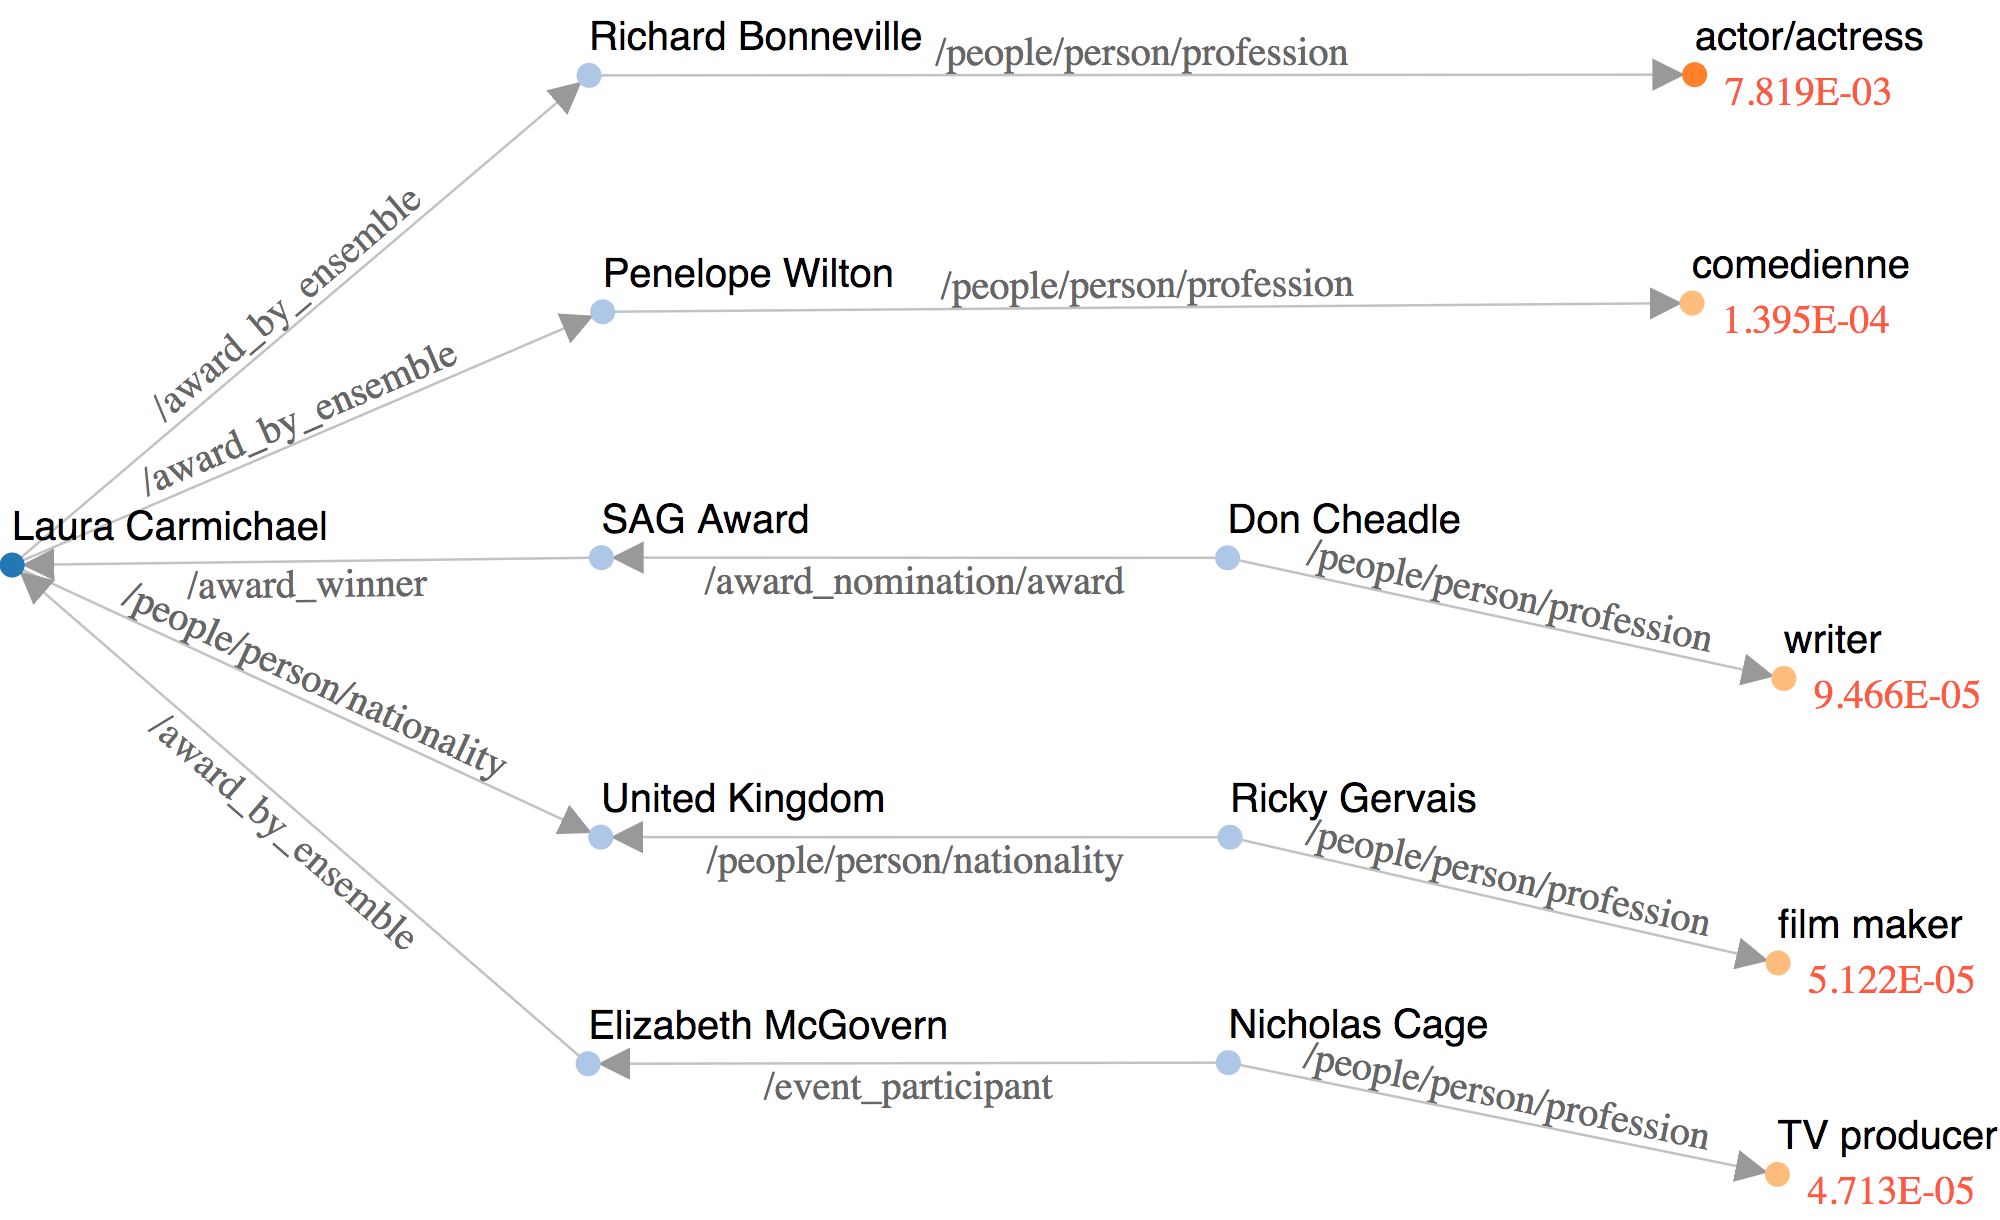 Richard Bonneville
/people/person/profession
actor/actress
7.819E-03
/award_by_ensemble
Penelope Wilton
/people/person/profession
comedienne
1.395E-04
/award_by_ensemble
Laura Carmichael
/award_winner
SAG Award
/award_nomination/award
Don Cheadle
/people/person/profession
writer
9.466E-05
/people/person/nationality
United Kingdom
/people/person/nationality
Ricky Gervais
/people/person/profession
film maker
5.122E-05
/award_by_ensemble
Elizabeth McGovern
/event_participant
Nicholas Cage
/people/person/profession
TV producer
4.713E-05